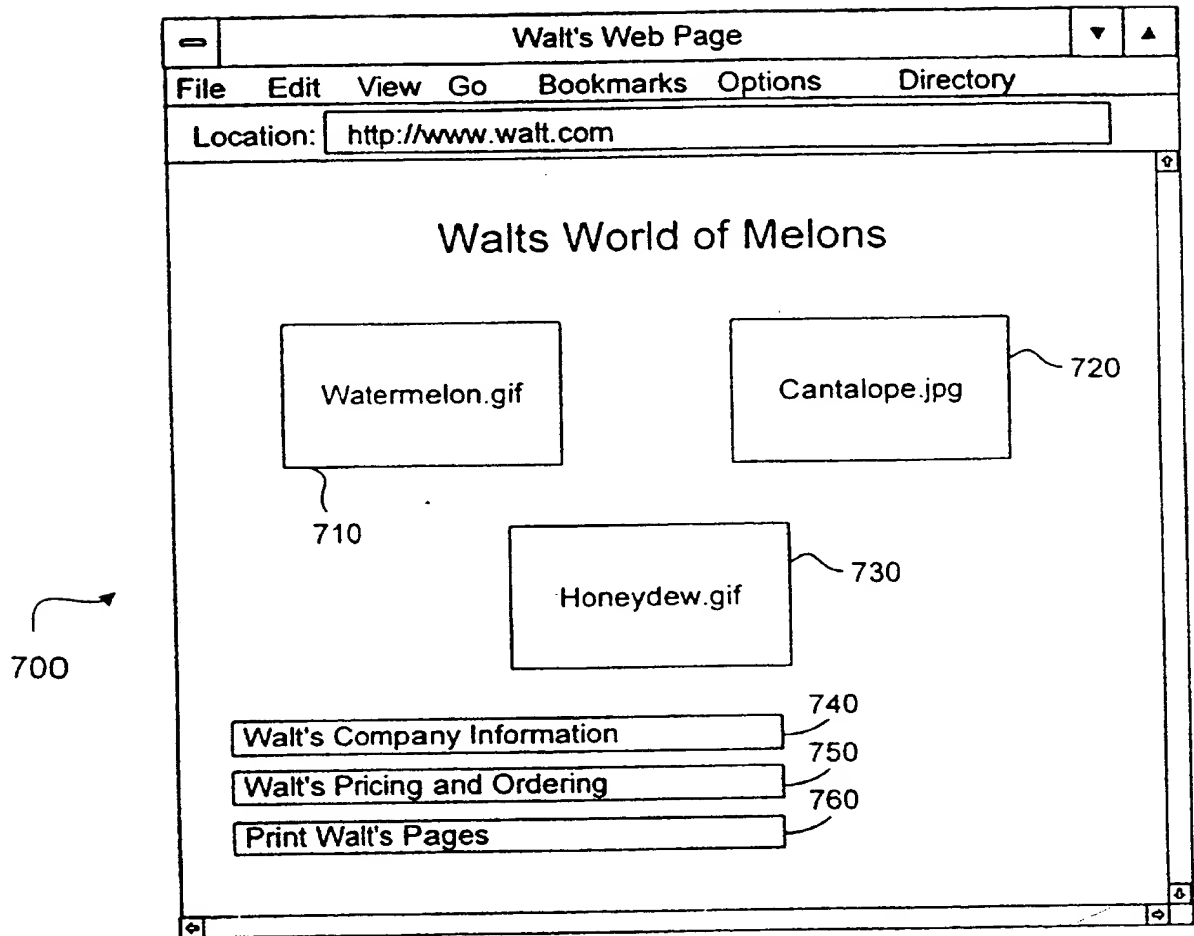 Walt's Web Page
File Edit View Go Bookmarks Options Directory
Location: http://www.walt.com
Walts World of Melons
Watermelon.gif
Cantalope.jpg
720
710
Honeydew.gif
730
700
740
Walt's Company Information
750
Walt's Pricing and Ordering
760
Print Walt's Pages